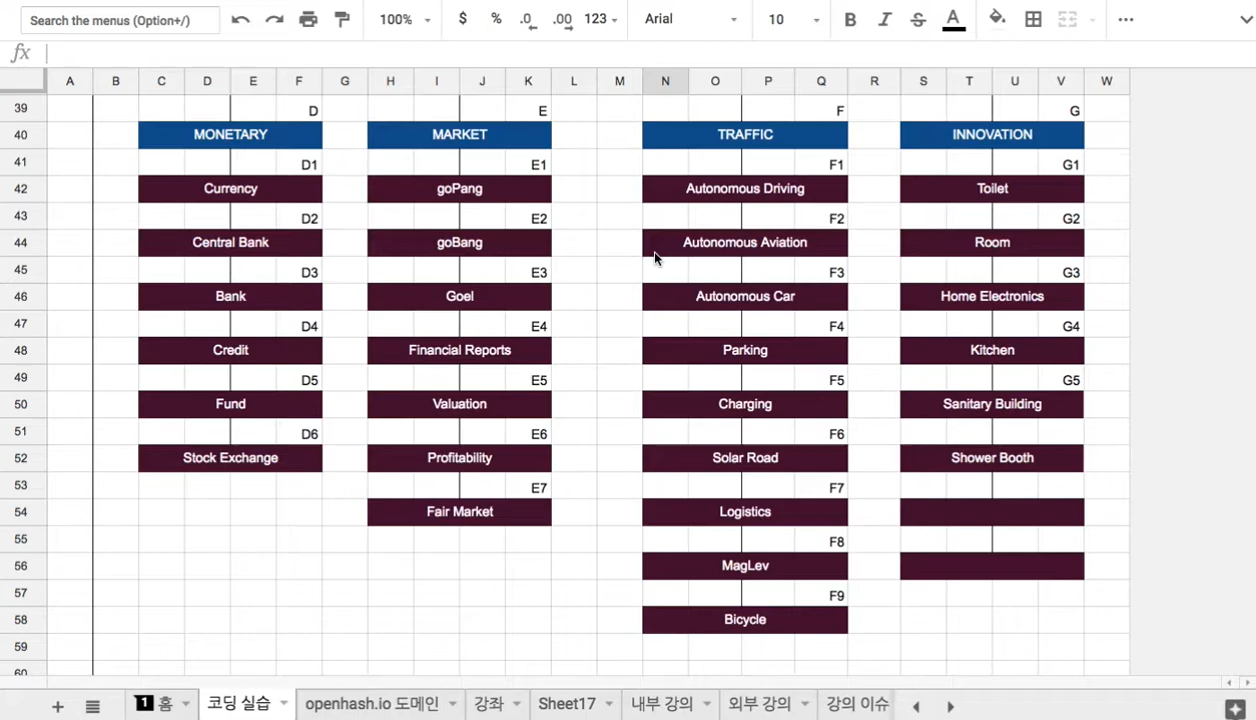 Search the menus (Option+/)
100% $ % .0 .00 123 Arial 10 B I S A
fx
A B C D E F G H I J K L M N O P Q R S T U V W
39 D E F G
40 MONETARY MARKET TRAFFIC INNOVATION
41 D1 E1 F1 G1
42 Currency goPang Autonomous Driving Toilet
43 D2 E2 F2 G2
44 Central Bank goBang Autonomous Aviation Room
45 D3 E3 F3 G3
46 Bank Goel Autonomous Car Home Electronics
47 D4 E4 F4 G4
48 Credit Financial Reports Parking Kitchen
49 D5 E5 F5 G5
50 Fund Valuation Charging Sanitary Building
51 D6 E6 F6
52 Stock Exchange Profitability Solar Road Shower Booth
53 E7 F7
54 Fair Market Logistics
55 F8
56 MagLev
57 F9
58 Bicycle
59
60
1 홈 코딩 실습 openhash.io 도메인 강좌 Sheet17 내부 강의 외부 강의 강의 이슈